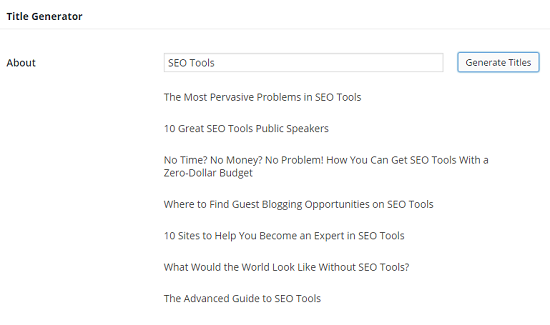 Title Generator
About
SEO Tools
Generate Titles
The Most Pervasive Problems in SEO Tools
10 Great SEO Tools Public Speakers
No Time? No Money? No Problem! How You Can Get SEO Tools With a
Zero-Dollar Budget
Where to Find Guest Blogging Opportunities on SEO Tools
10 Sites to Help You Become an Expert in SEO Tools
What Would the World Look Like Without SEO Tools?
The Advanced Guide to SEO Tools